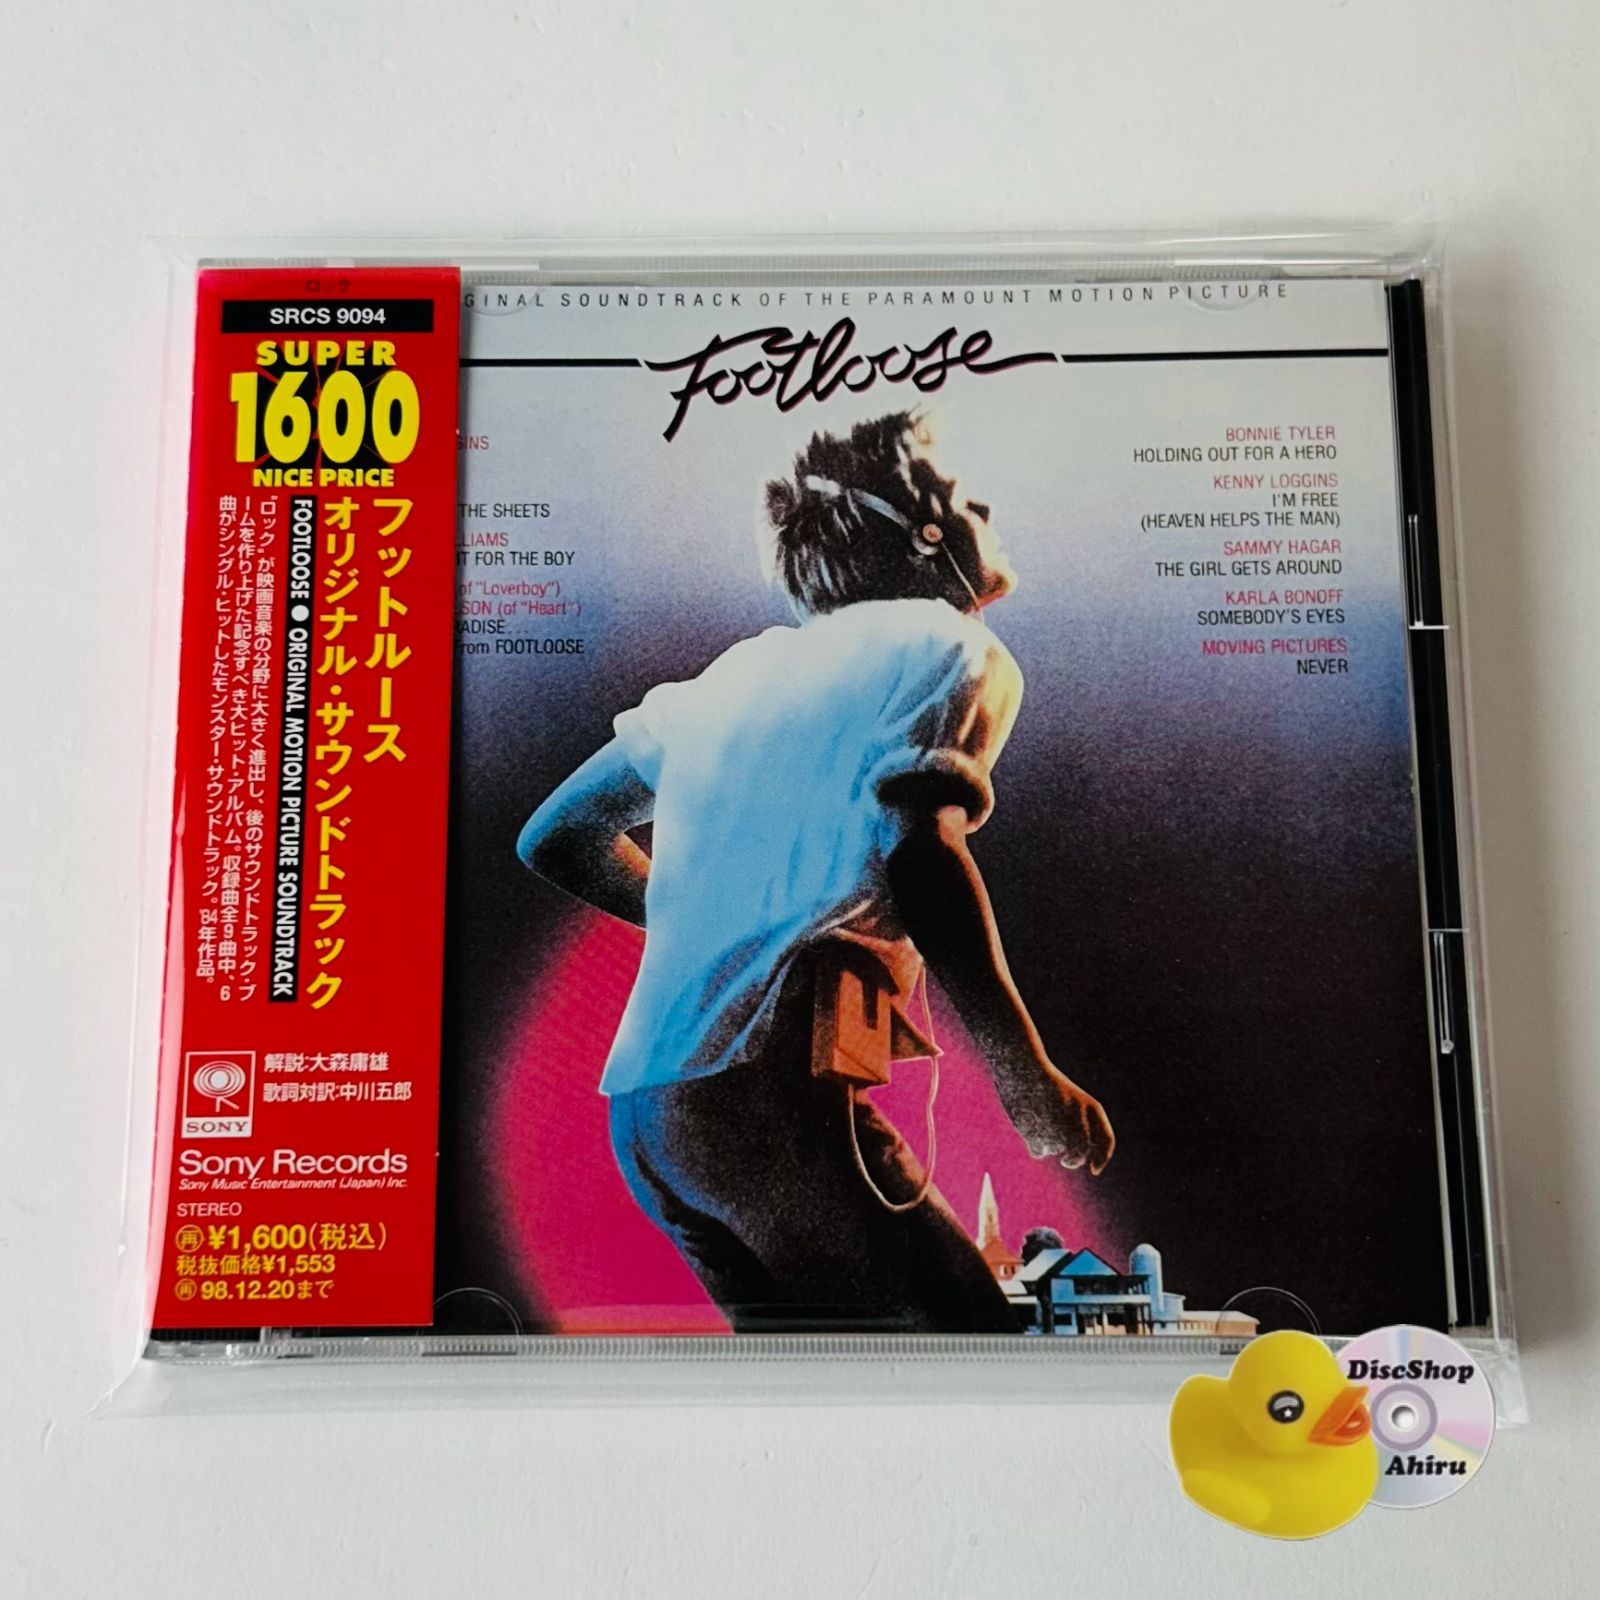 ロック
SRCS 9094
SUPER
1600
NICE PRICE
フットルース
オリジナル・サウンドトラック
FOOTLOOSE ● ORIGINAL MOTION PICTURE SOUNDTRACK
"ロック"が映画音楽の分野に大きく進出し、後のサウンドトラック・ブ
ームを作り上げた記念すべき大ヒット・アルバム。収録曲全9曲中、6
曲がシングル・ヒットしたモンスター・サウンドトラック。'84年作品。
解説:大森庸雄
歌詞対訳:中川五郎
SONY
Sony Records
Sony Music Entertainment (Japan) Inc.
STEREO
再 ¥1,600(税込)
税抜価格¥1,553
再 98.12.20まで
GINAL SOUNDTRACK OF THE PARAMOUNT MOTION PICTURE
Footloose
GINS
THE SHEETS
LLIAMS
IT FOR THE BOY
(of "Loverboy")
LSON (of "Heart")
RADISE...
From FOOTLOOSE
BONNIE TYLER
HOLDING OUT FOR A HERO
KENNY LOGGINS
I'M FREE
(HEAVEN HELPS THE MAN)
SAMMY HAGAR
THE GIRL GETS AROUND
KARLA BONOFF
SOMEBODY'S EYES
MOVING PICTURES
NEVER
DiscShop
Ahiru